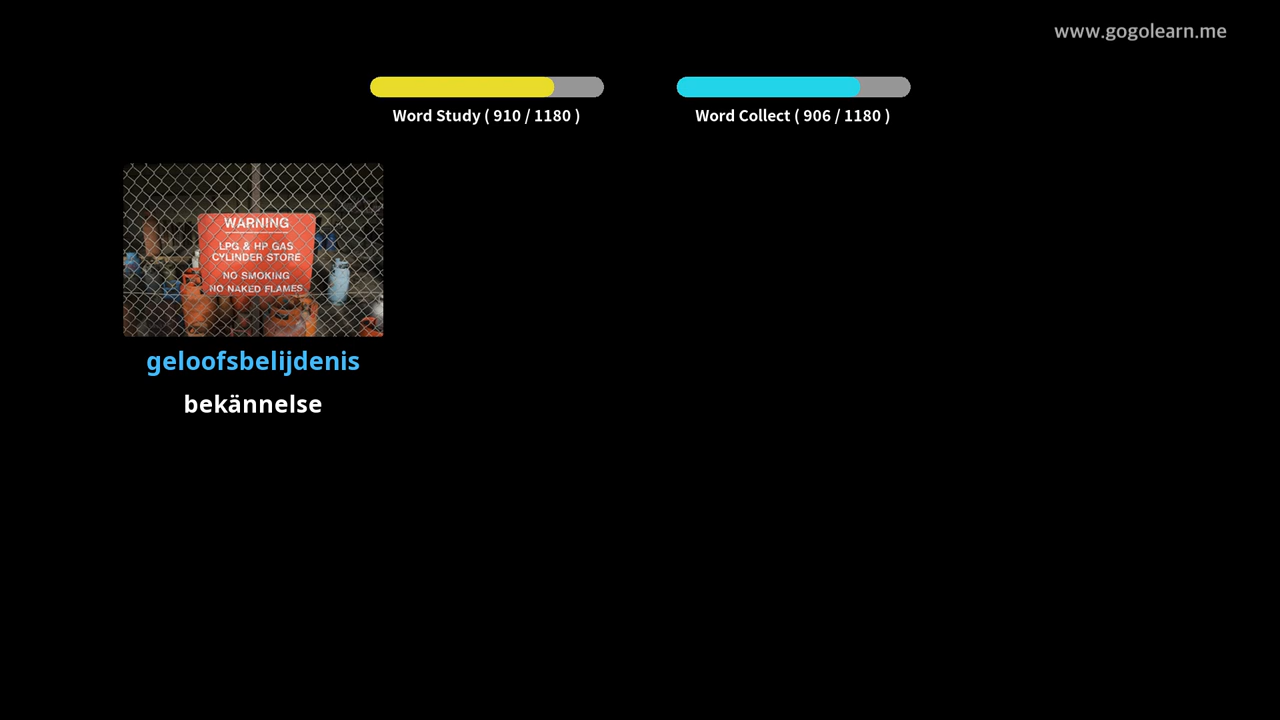 www.gogolearn.me
Word Study ( 910 / 1180 )
Word Collect ( 906 / 1180 )
WARNING
LPG & HP GAS
CYLINDER STORE
NO SMOKING
NO NAKED FLAMES
geloofsbelijdenis
bekännelse